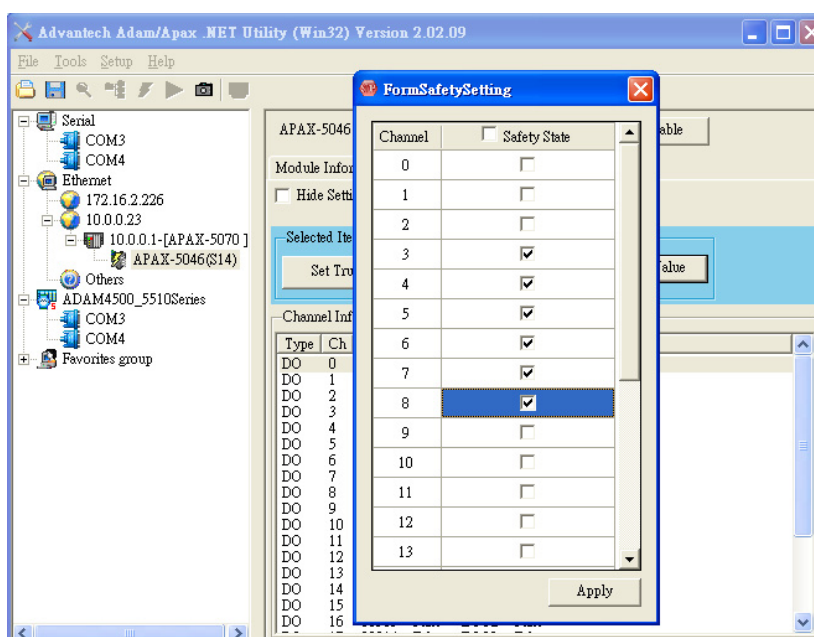 Advantech Adam/Apax .NET Utility (Win32) Version 2.02.09
File Tools Setup Help
Serial
COM3
COM4
Ethernet
172.16.2.226
10.0.0.23
10.0.0.1-[APAX-5070 ]
APAX-5046(S14)
Others
ADAM4500_5510Series
COM3
COM4
Favorites group
APAX-5046
able
Module Infor
Hide Setti
Selected Ite
Set Tru
alue
Channel Inf
Type Ch
DO 0
DO 1
DO 2
DO 3
DO 4
DO 5
DO 6
DO 7
DO 8
DO 9
DO 10
DO 11
DO 12
DO 13
DO 14
DO 15
DO 16
FormSafetySetting
Channel Safety State
0
1
2
3
4
5
6
7
8
9
10
11
12
13
Apply